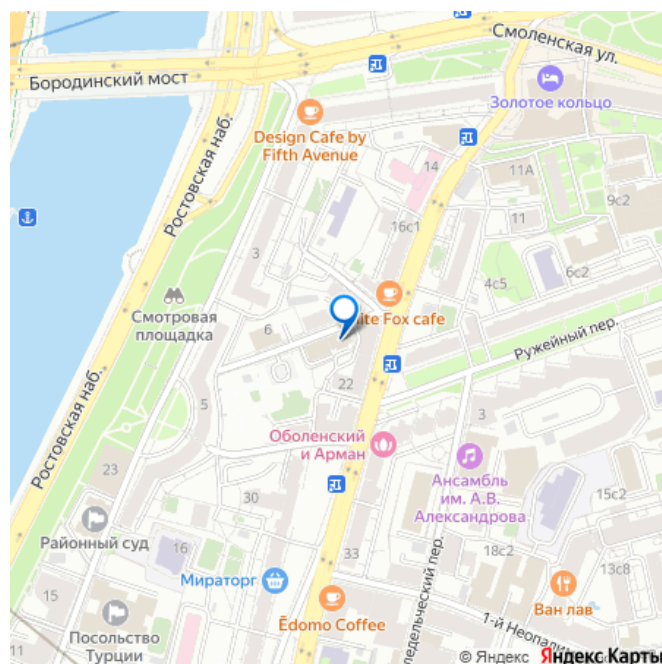 Смоленская ул.
Бородинский мост
Золотое кольцо
Design Cafe by
Fifth Avenue
Ростовская наб.
14
11А
9с2
16с1
11
3
4с5
6с2
Смотровая
площадка
6
ite Fox cafe
Ружейный пер.
22
5
3
Ростовская наб.
Оболенский
и Арман
23
Ансамбль
им. А.В.
Александрова
15с2
30
Районный суд
16
33
18с2
13с8
Мираторг
15
Ēdomo Coffee
Ван лав
Посольство
Турции
11
1-й Неопали
© Яндекс Яндекс Карты